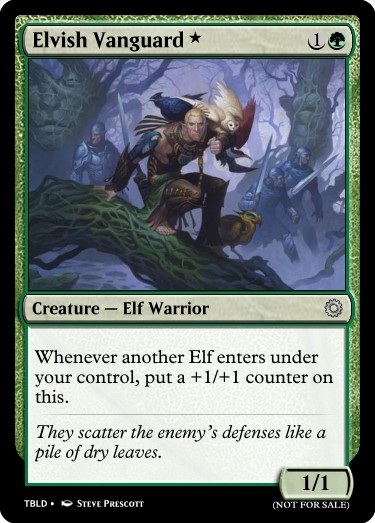 Elvish Vanguard ★ 1
Creature — Elf Warrior
Whenever another Elf enters under
your control, put a +1/+1 counter on
this.
They scatter the enemy’s defenses like a
pile of dry leaves.
1/1
TBLD • Steve Prescott
(NOT FOR SALE)